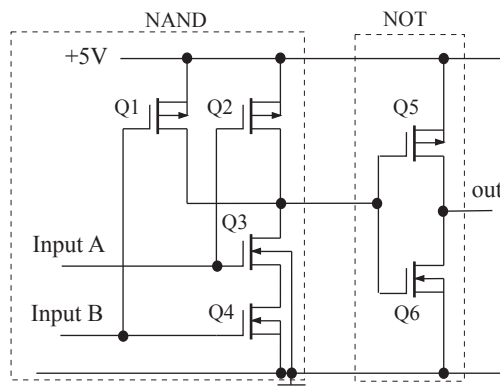 NAND
NOT
+5V
Q1
Q2
Q5
out
Q3
Input A
Q4
Input B
Q6